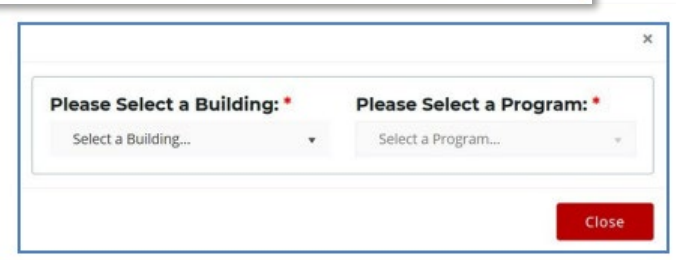 ×
Please Select a Building: * Please Select a Program: *
Select a Building... Select a Program...
Close